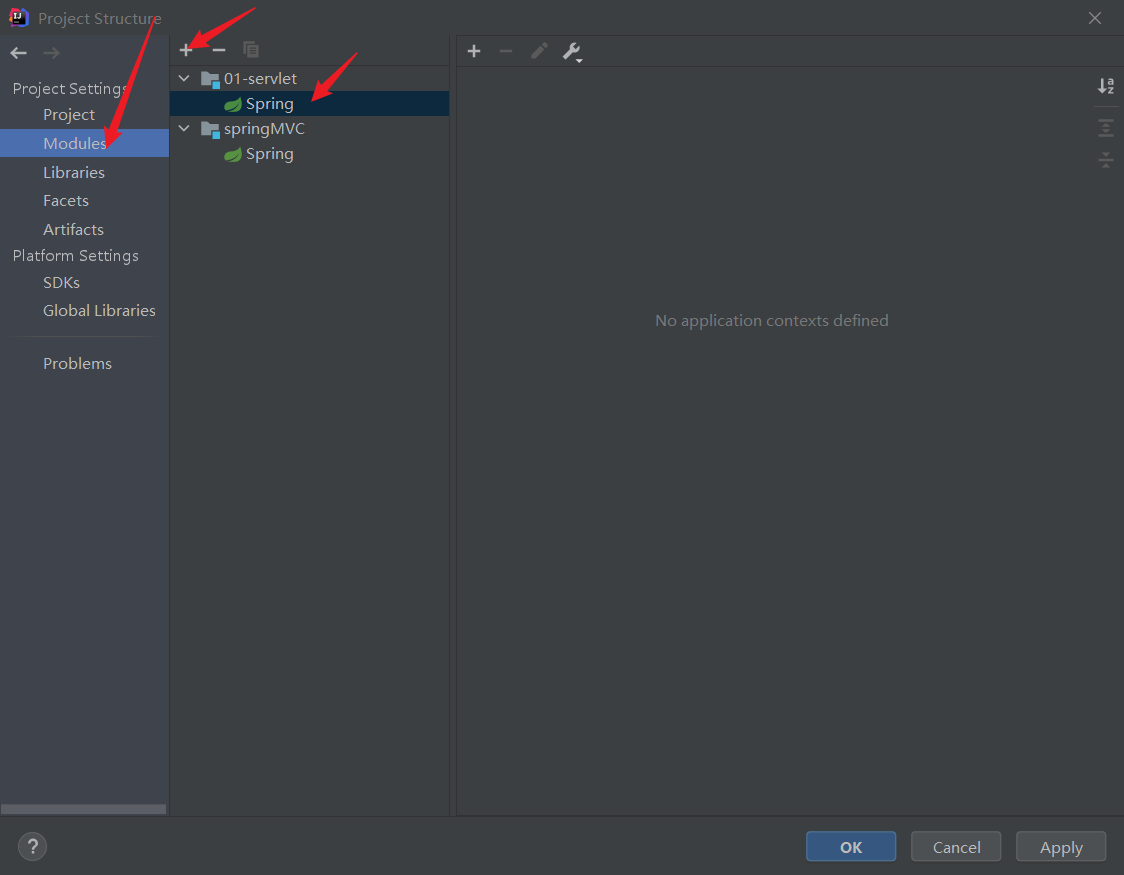 Project Structure
Project Settings
Project
Modules
Libraries
Facets
Artifacts
Platform Settings
SDKs
Global Libraries
Problems
01-servlet
Spring
springMVC
Spring
No application contexts defined
?
OK
Cancel
Apply